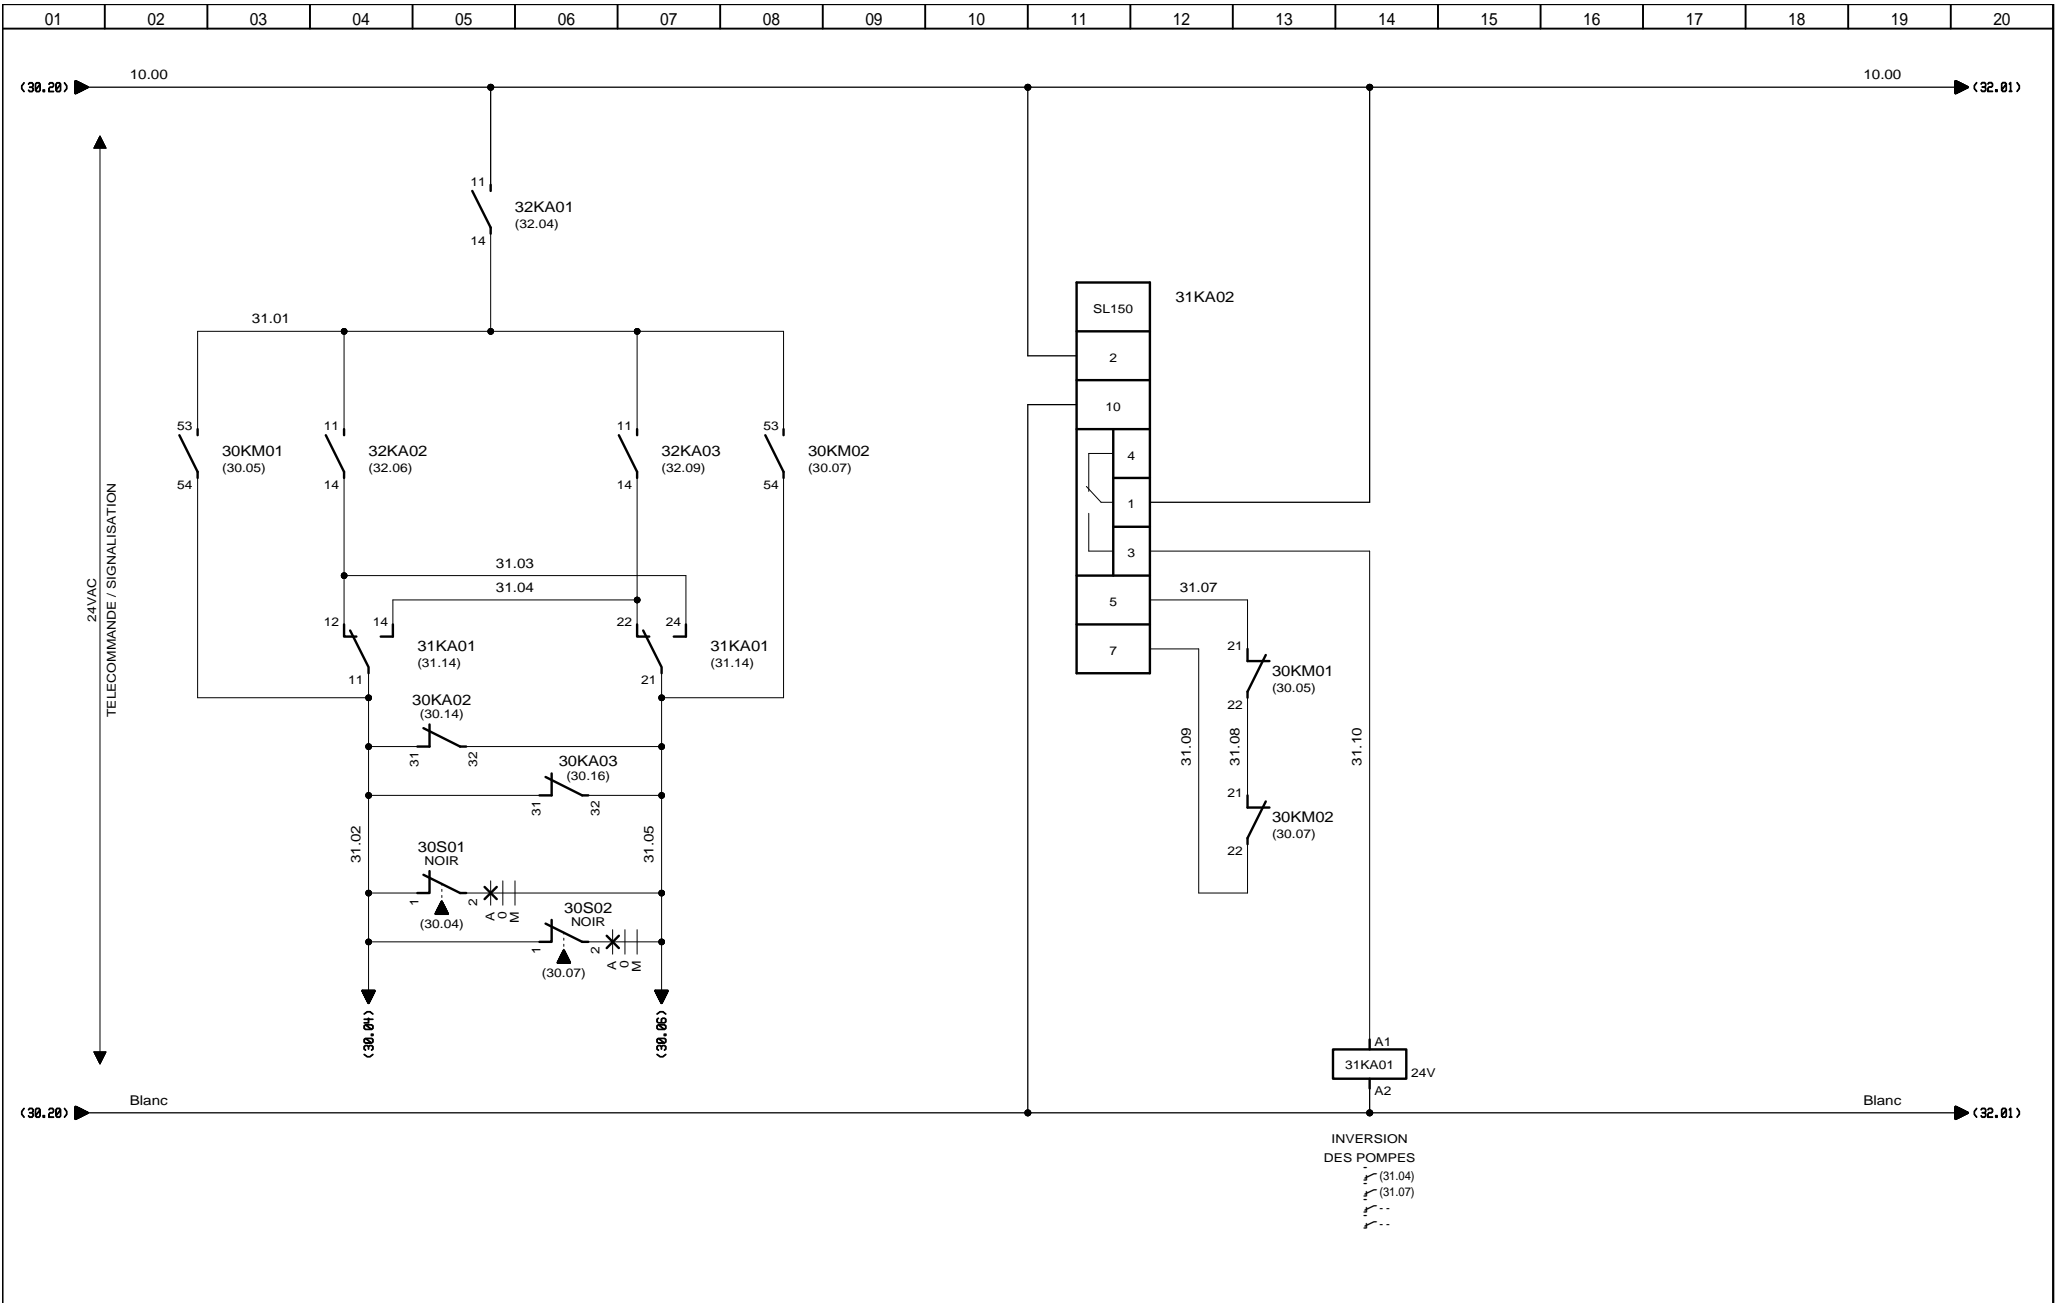 01 02 03 04 05 06 07 08 09 10 11 12 13 14 15 16 17 18 19 20
10.00 10.00
(30.20) (32.01)
11
32KA01
(32.04)
14
31.01
31KA02
SL150
2
10
4
1
3
5
7
53
30KM01
(30.05)
54
11
32KA02
(32.06)
14
11
32KA03
(32.09)
14
53
30KM02
(30.07)
54
24VAC
TELECOMMANDE / SIGNALISATION
31.03
31.04
12 14
31KA01
(31.14)
11
22 24
31KA01
(31.14)
21
30KA02
(30.14)
31 32
30KA03
(30.16)
31 32
31.02
31.05
30S01
NOIR
1 2 A 0 M
(30.04)
30S02
NOIR
1 2 A 0 M
(30.07)
(30.04)
(30.06)
31.07
21
30KM01
(30.05)
22
31.09
31.08
31.10
21
30KM02
(30.07)
22
A1
31KA01
24V
A2
Blanc Blanc
(30.20) (32.01)
INVERSION
DES POMPES
(31.04)
(31.07)
--
--